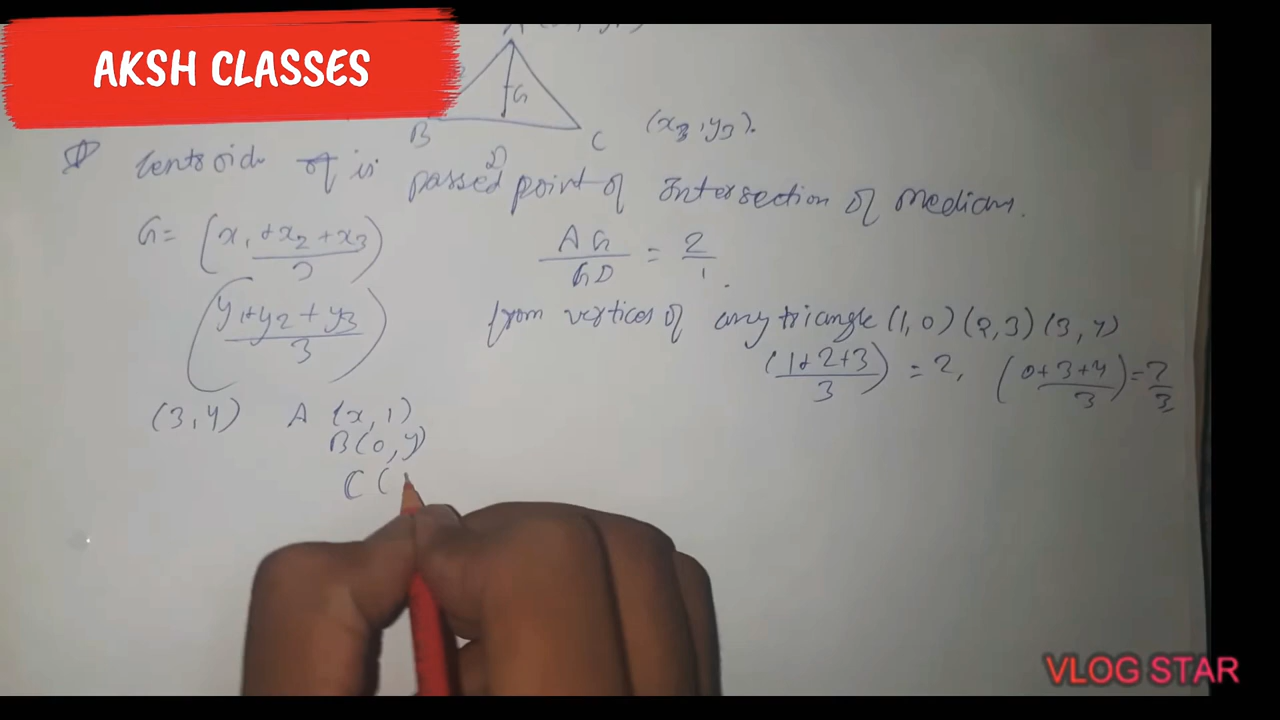 AKSH CLASSES
B
G
C
(x3, y3).
D
Centroid is passed point of Intersection of Medians.
G = (x1+x2+x3/3)
AG/GD = 2/1.
(y1+y2+y3/3)
from vertices of any triangle (1,0) (2,3) (3,4)
(1+2+3/3) = 2, (0+3+4/3) = 7/3
(3,4) A (x,1)
B(0,y)
C (
VLOG STAR